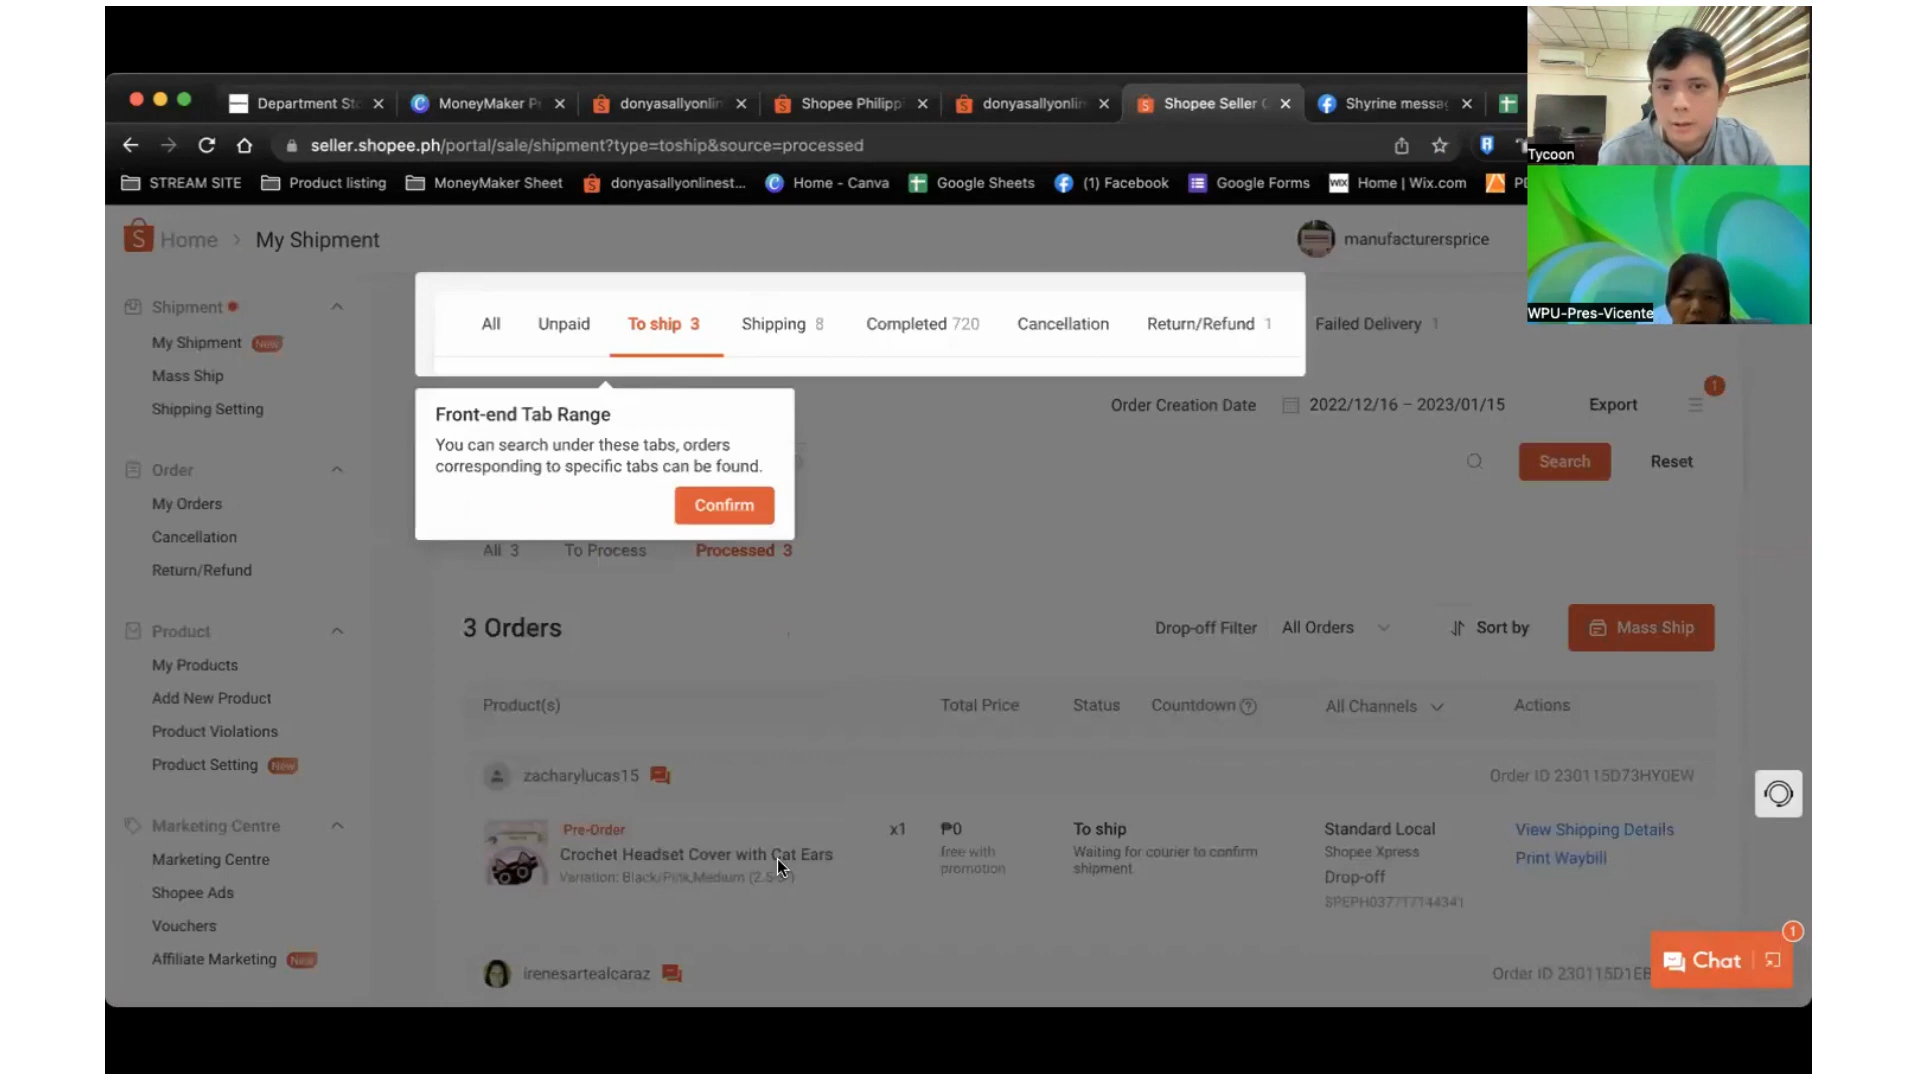 Department Sto
MoneyMaker P
donyasallyonlin
Shopee Philipp
donyasallyonlin
Shopee Seller C
Shyrine messag
seller.shopee.ph/portal/sale/shipment?type=toship&source=processed
Tycoon
STREAM SITE
Product listing
MoneyMaker Sheet
donyasallyonlinest...
Home - Canva
Google Sheets
(1) Facebook
Google Forms
WIX Home | Wix.com
Home > My Shipment
manufacturersprice
WPU-Pres-Vicente
Shipment
My Shipment New
Mass Ship
Shipping Setting
Order
My Orders
Cancellation
Return/Refund
Product
My Products
Add New Product
Product Violations
Product Setting New
Marketing Centre
Marketing Centre
Shopee Ads
Vouchers
Affiliate Marketing New
All Unpaid To ship 3 Shipping 8 Completed 720 Cancellation Return/Refund 1 Failed Delivery 1
Front-end Tab Range
You can search under these tabs, orders
corresponding to specific tabs can be found.
Confirm
Order Creation Date 2022/12/16 – 2023/01/15 Export 1
Search Reset
All 3 To Process Processed 3
3 Orders
Drop-off Filter All Orders Sort by Mass Ship
Product(s) Total Price Status Countdown All Channels Actions
zacharylucas15
Order ID 230115D73HY0EW
Pre-Order
Crochet Headset Cover with Cat Ears
x1
₱0
free with
promotion
To ship
Waiting for courier to confirm
shipment
Standard Local
Shopee Xpress
Drop-off
View Shipping Details
Print Waybill
irenesartealcaraz
Chat 1